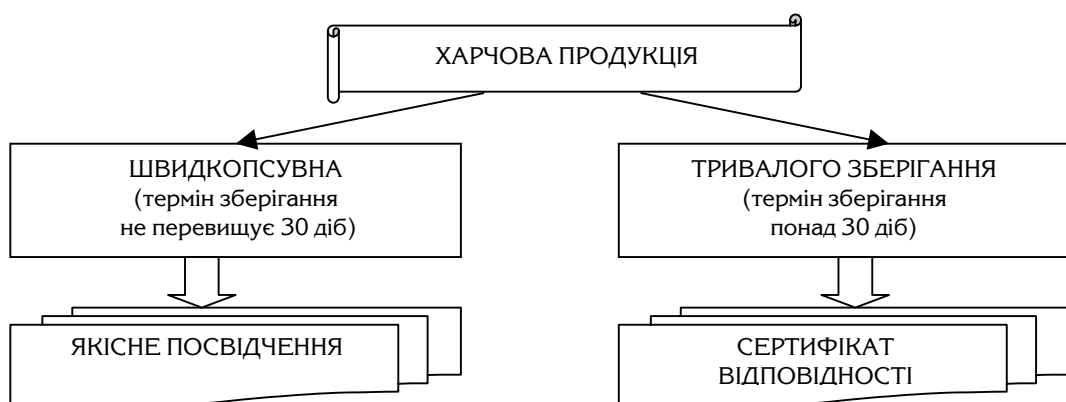 ХАРЧОВА ПРОДУКЦІЯ
ШВИДКОПСУВНА
(термін зберігання
не перевищує 30 діб)
ТРИВАЛОГО ЗБЕРІГАННЯ
(термін зберігання
понад 30 діб)
ЯКІСНЕ ПОСВІДЧЕННЯ
СЕРТИФІКАТ
ВІДПОВІДНОСТІ